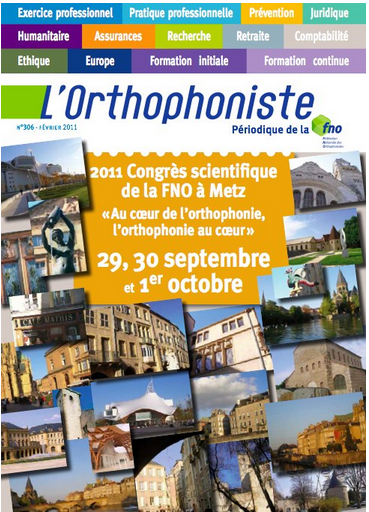 Exercice professionnel Pratique professionnelle Prévention Juridique
Humanitaire Assurances Recherche Retraite Comptabilité
Ethique Europe Formation initiale Formation continue
L'Orthophoniste
N°306 - FÉVRIER 2011
Périodique de la fno
2011 Congrès scientifique
de la FNO à Metz
« Au cœur de l'orthophonie,
l'orthophonie au cœur »
29, 30 septembre
et 1er octobre